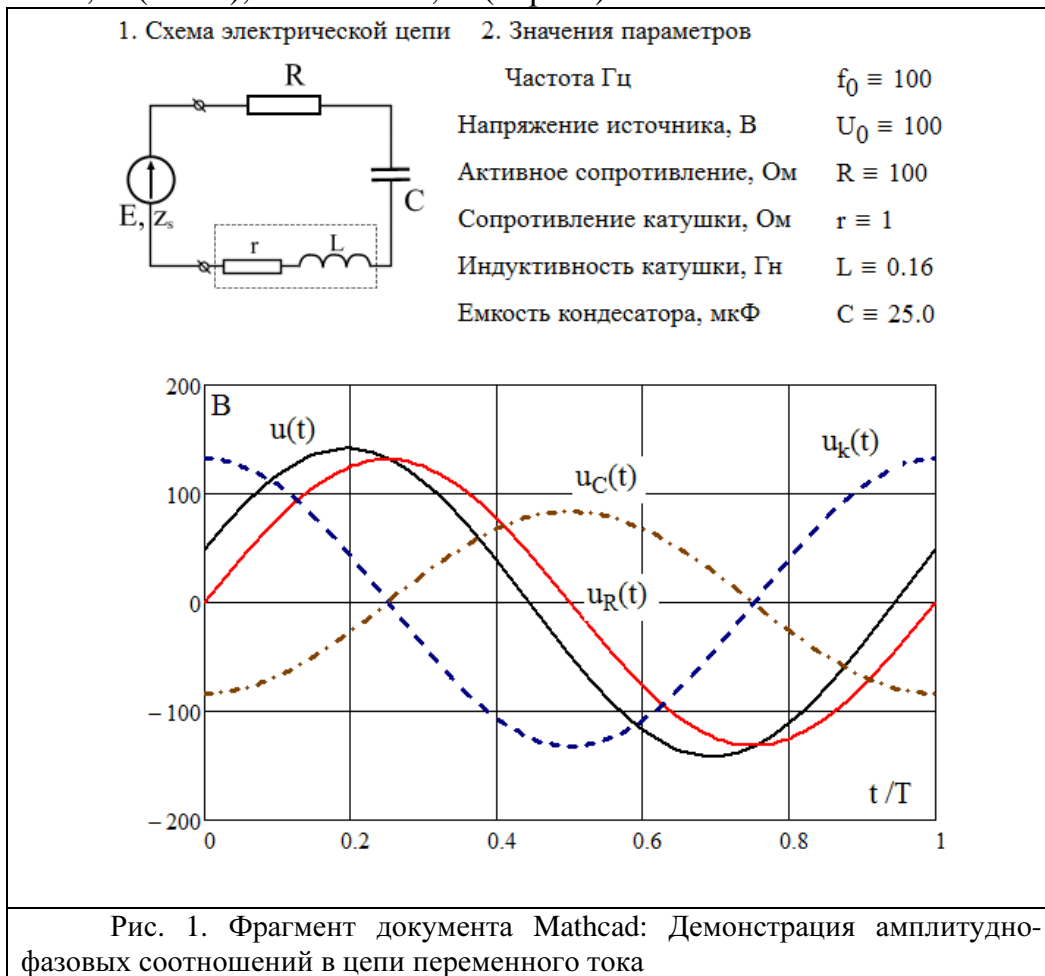 1. Схема электрической цепи 2. Значения параметров
R
C
E, z_s
r
L
Частота Гц f_0 ≡ 100
Напряжение источника, В U_0 ≡ 100
Активное сопротивление, Ом R ≡ 100
Сопротивление катушки, Ом r ≡ 1
Индуктивность катушки, Гн L ≡ 0.16
Емкость кондесатора, мкФ C ≡ 25.0
200
100
0
−100
−200
В
u(t)
u_C(t)
u_k(t)
u_R(t)
t /T
0 0.2 0.4 0.6 0.8 1
Рис. 1. Фрагмент документа Mathcad: Демонстрация амплитудно-
фазовых соотношений в цепи переменного тока